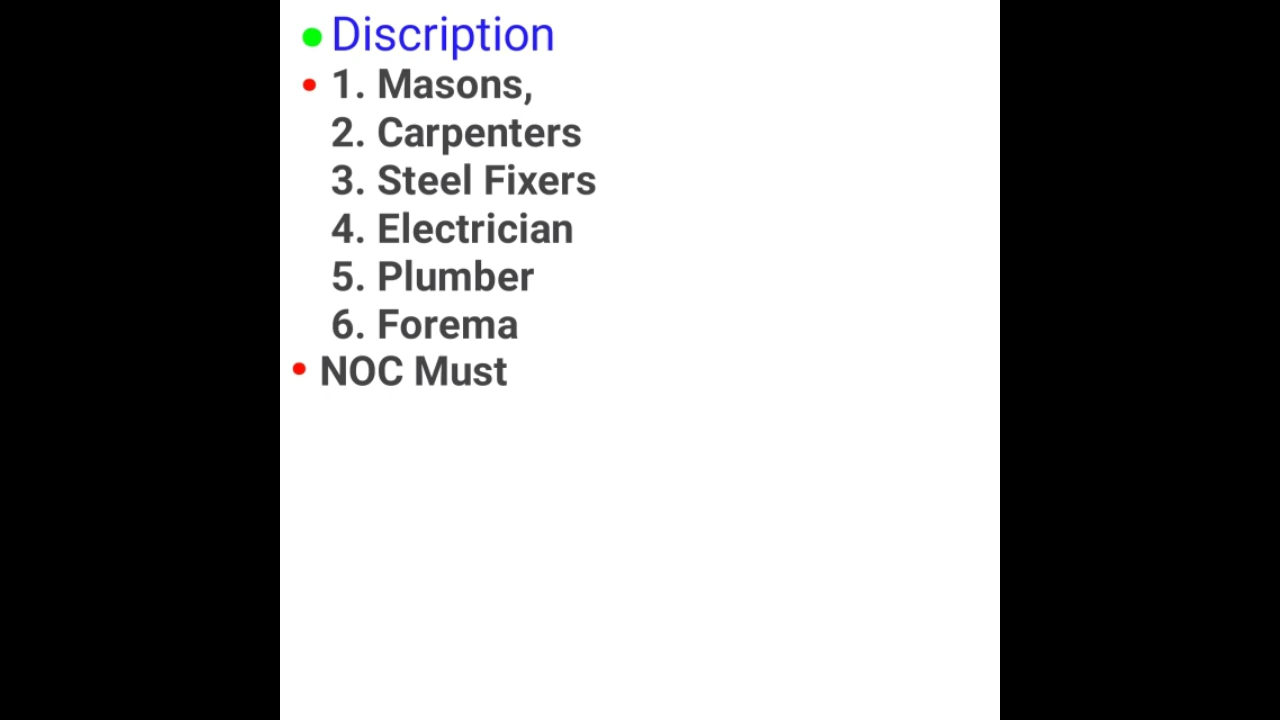 Discription
1. Masons,
2. Carpenters
3. Steel Fixers
4. Electrician
5. Plumber
6. Forema
NOC Must